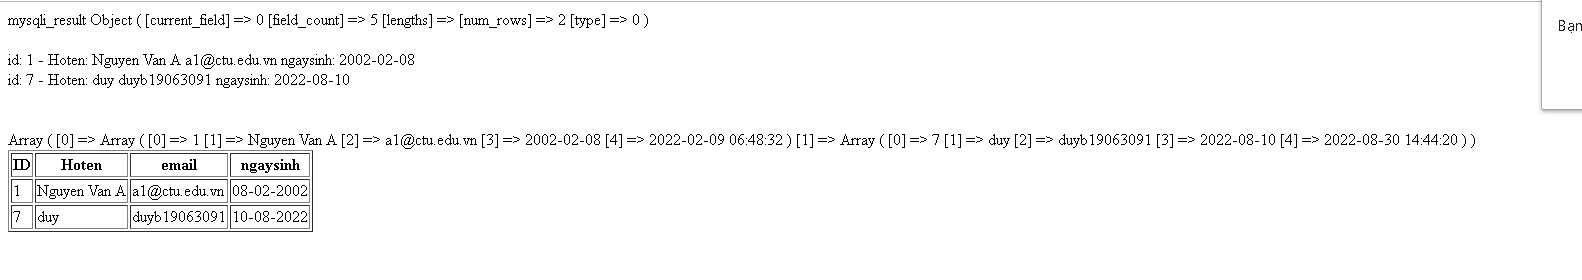 mysqli_result Object ( [current_field] => 0 [field_count] => 5 [lengths] => [num_rows] => 2 [type] => 0 )
Bạn
id: 1 - Hoten: Nguyen Van A a1@ctu.edu.vn ngaysinh: 2002-02-08
id: 7 - Hoten: duy duyb19063091 ngaysinh: 2022-08-10
Array ( [0] => Array ( [0] => 1 [1] => Nguyen Van A [2] => a1@ctu.edu.vn [3] => 2002-02-08 [4] => 2022-02-09 06:48:32 ) [1] => Array ( [0] => 7 [1] => duy [2] => duyb19063091 [3] => 2022-08-10 [4] => 2022-08-30 14:44:20 ) )
ID Hoten email ngaysinh
1 Nguyen Van A a1@ctu.edu.vn 08-02-2002
7 duy duyb19063091 10-08-2022